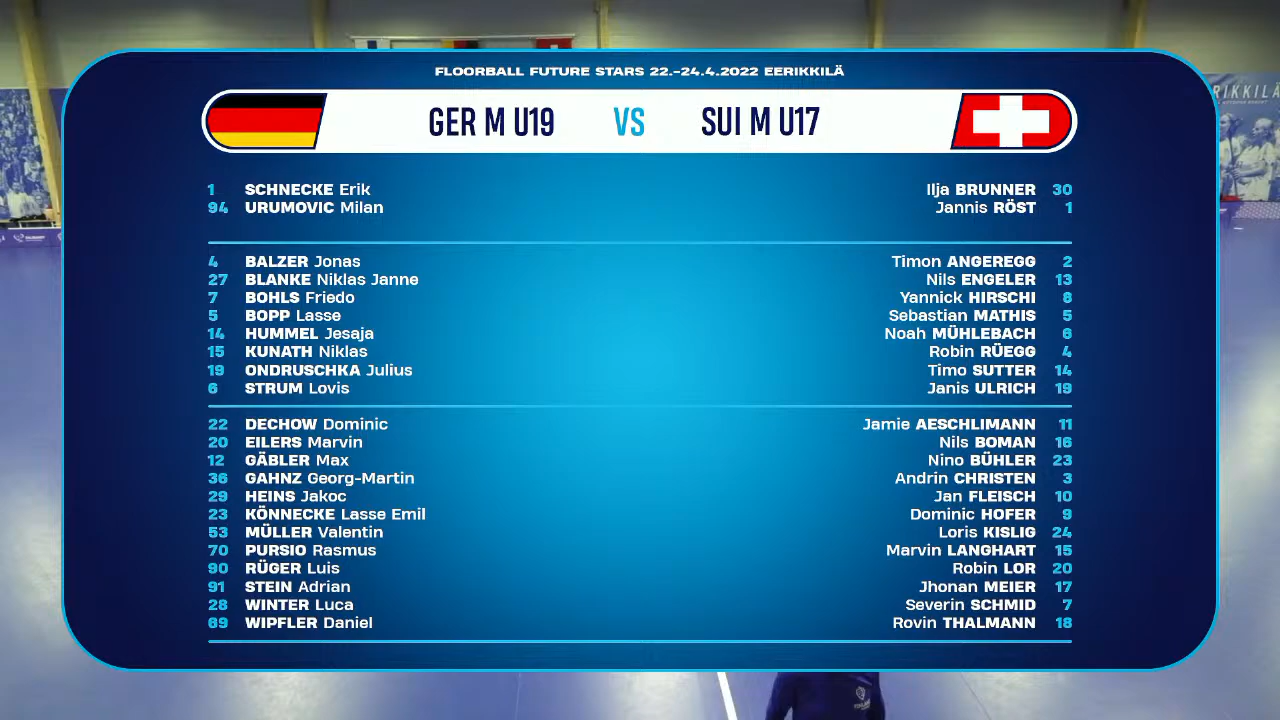 FLOORBALL FUTURE STARS 22.-24.4.2022 EERIKKILÄ
GER M U19 VS SUI M U17
RIKKILÄ
1 SCHNECKE Erik Ilja BRUNNER 30
94 URUMOVIC Milan Jannis RÖST 1
4 BALZER Jonas Timon ANGEREGG 2
27 BLANKE Niklas Janne Nils ENGELER 13
7 BOHLS Friedo Yannick HIRSCHI 8
5 BOPP Lasse Sebastian MATHIS 5
14 HUMMEL Jesaja Noah MÜHLEBACH 6
15 KUNATH Niklas Robin RÜEGG 4
19 ONDRUSCHKA Julius Timo SUTTER 14
6 STRUM Lovis Janis ULRICH 19
22 DECHOW Dominic Jamie AESCHLIMANN 11
20 EILERS Marvin Nils BOMAN 16
12 GÄBLER Max Nino BÜHLER 23
36 GAHNZ Georg-Martin Andrin CHRISTEN 3
29 HEINS Jakoc Jan FLEISCH 10
23 KÖNNECKE Lasse Emil Dominic HOFER 9
53 MÜLLER Valentin Loris KISLIG 24
70 PURSIO Rasmus Marvin LANGHART 15
90 RÜGER Luis Robin LOR 20
91 STEIN Adrian Jhonan MEIER 17
28 WINTER Luca Severin SCHMID 7
69 WIPFLER Daniel Rovin THALMANN 18